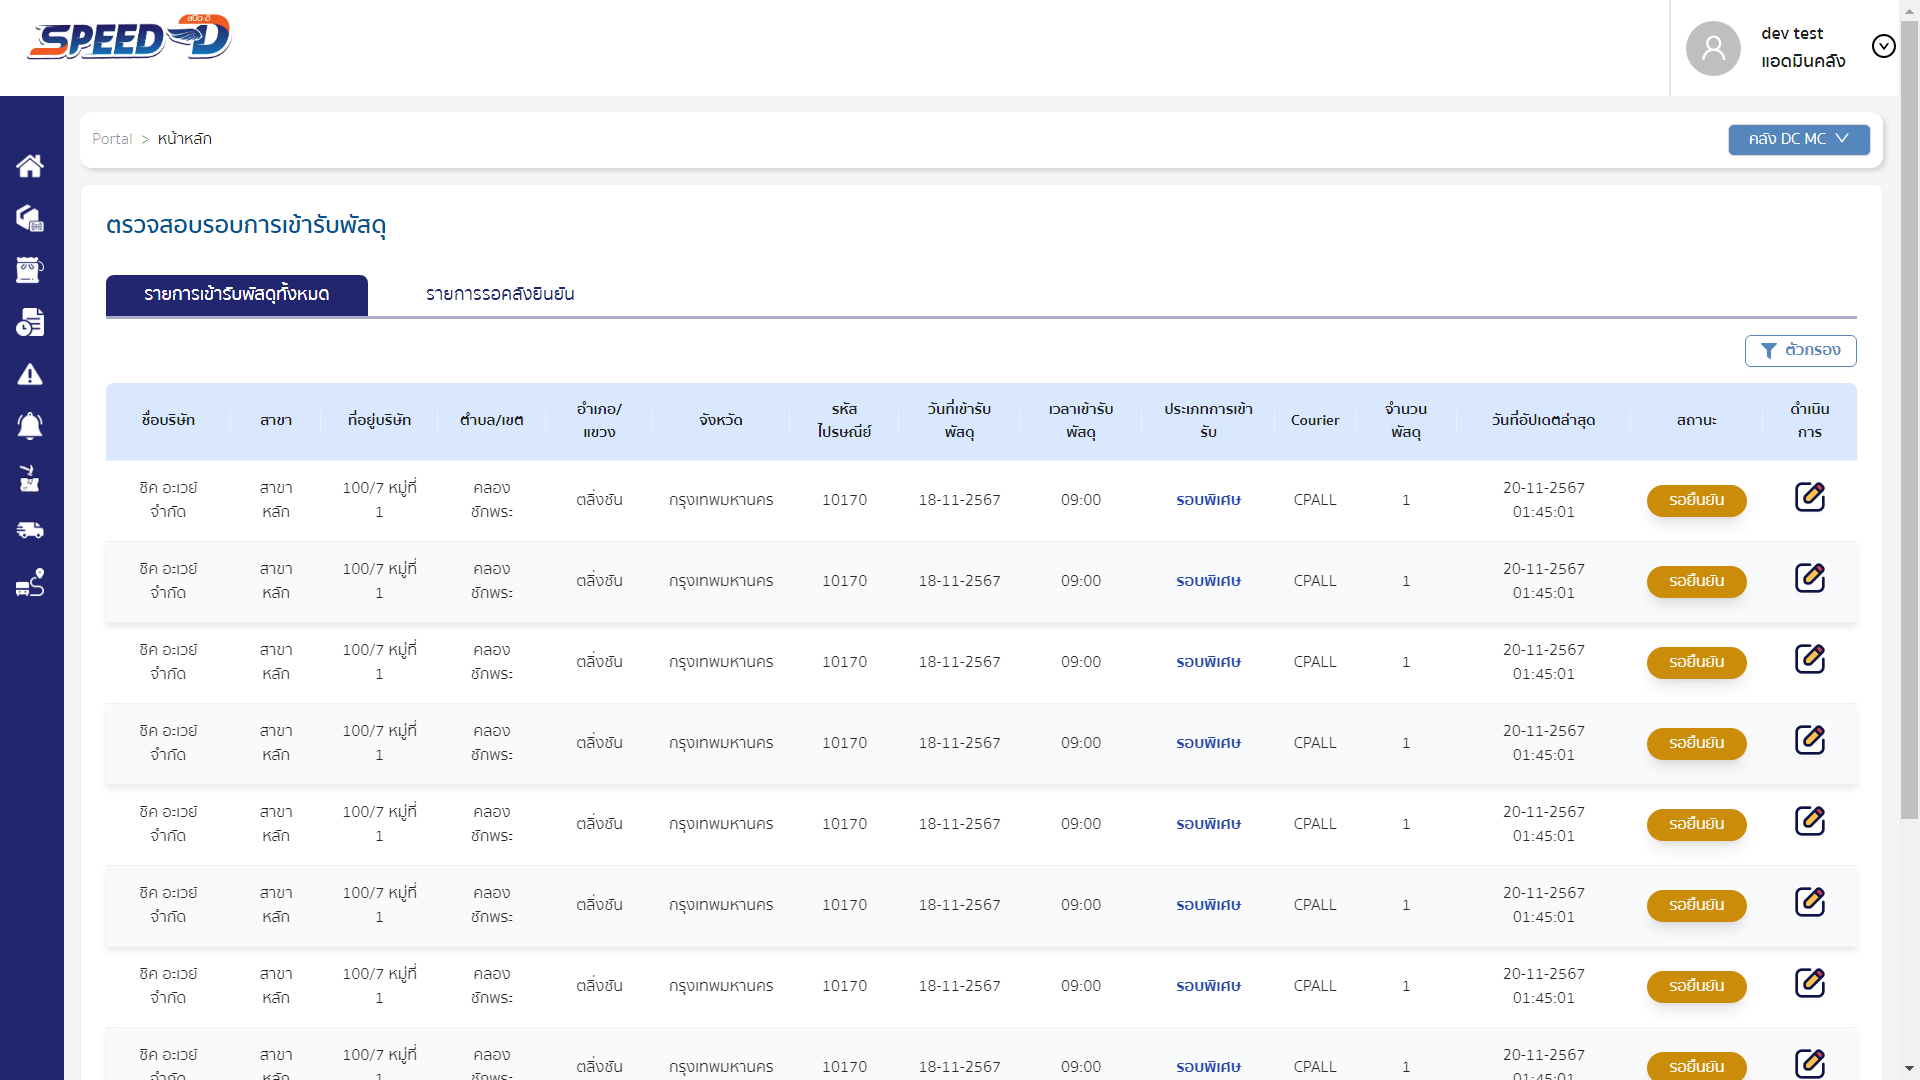 สปีด-ดี
SPEED-D
dev test
แอดมินคลัง
Portal > หน้าหลัก
คลัง DC MC
ตรวจสอบรอบการเข้ารับพัสดุ
รายการเข้ารับพัสดุทั้งหมด รายการรอคลังยืนยัน
ตัวกรอง
ชื่อบริษัท สาขา ที่อยู่บริษัท ตำบล/เขต อำเภอ/แขวง จังหวัด รหัสไปรษณีย์ วันที่เข้ารับพัสดุ เวลาเข้ารับพัสดุ ประเภทการเข้ารับ Courier จำนวนพัสดุ วันที่อัปเดตล่าสุด สถานะ ดำเนินการ
ชิค อะเวย์ จำกัด สาขาหลัก 100/7 หมู่ที่ 1 คลองชักพระ ตลิ่งชัน กรุงเทพมหานคร 10170 18-11-2567 09:00 รอบพิเศษ CPALL 1 20-11-2567 01:45:01 รอยืนยัน
ชิค อะเวย์ จำกัด สาขาหลัก 100/7 หมู่ที่ 1 คลองชักพระ ตลิ่งชัน กรุงเทพมหานคร 10170 18-11-2567 09:00 รอบพิเศษ CPALL 1 20-11-2567 01:45:01 รอยืนยัน
ชิค อะเวย์ จำกัด สาขาหลัก 100/7 หมู่ที่ 1 คลองชักพระ ตลิ่งชัน กรุงเทพมหานคร 10170 18-11-2567 09:00 รอบพิเศษ CPALL 1 20-11-2567 01:45:01 รอยืนยัน
ชิค อะเวย์ จำกัด สาขาหลัก 100/7 หมู่ที่ 1 คลองชักพระ ตลิ่งชัน กรุงเทพมหานคร 10170 18-11-2567 09:00 รอบพิเศษ CPALL 1 20-11-2567 01:45:01 รอยืนยัน
ชิค อะเวย์ จำกัด สาขาหลัก 100/7 หมู่ที่ 1 คลองชักพระ ตลิ่งชัน กรุงเทพมหานคร 10170 18-11-2567 09:00 รอบพิเศษ CPALL 1 20-11-2567 01:45:01 รอยืนยัน
ชิค อะเวย์ จำกัด สาขาหลัก 100/7 หมู่ที่ 1 คลองชักพระ ตลิ่งชัน กรุงเทพมหานคร 10170 18-11-2567 09:00 รอบพิเศษ CPALL 1 20-11-2567 01:45:01 รอยืนยัน
ชิค อะเวย์ จำกัด สาขาหลัก 100/7 หมู่ที่ 1 คลองชักพระ ตลิ่งชัน กรุงเทพมหานคร 10170 18-11-2567 09:00 รอบพิเศษ CPALL 1 20-11-2567 01:45:01 รอยืนยัน
ชิค อะเวย์ จำกัด สาขาหลัก 100/7 หมู่ที่ 1 คลองชักพระ ตลิ่งชัน กรุงเทพมหานคร 10170 18-11-2567 09:00 รอบพิเศษ CPALL 1 20-11-2567 01:45:01 รอยืนยัน